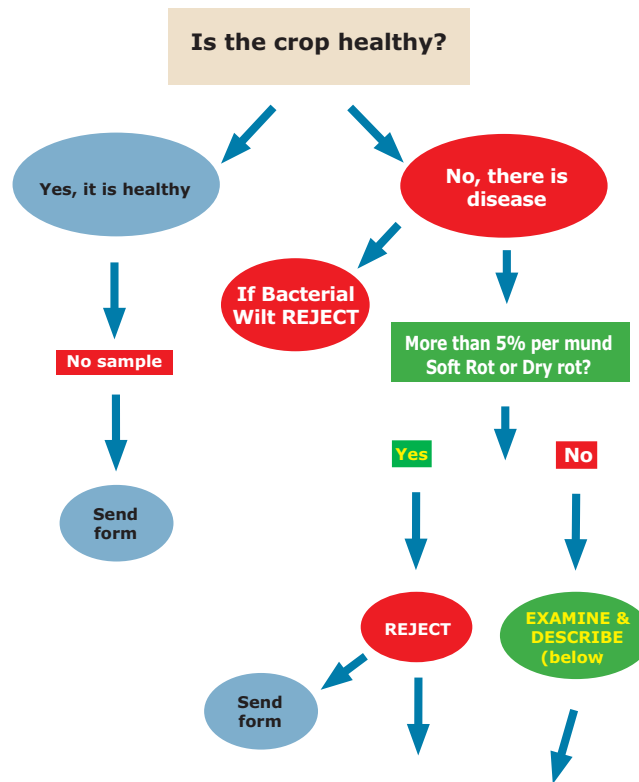 Is the crop healthy?
Yes, it is healthy
No, there is
disease
If Bacterial
Wilt REJECT
No sample
More than 5% per mund
Soft Rot or Dry rot?
Yes
No
Send
form
REJECT
EXAMINE &
DESCRIBE
(below
Send
form